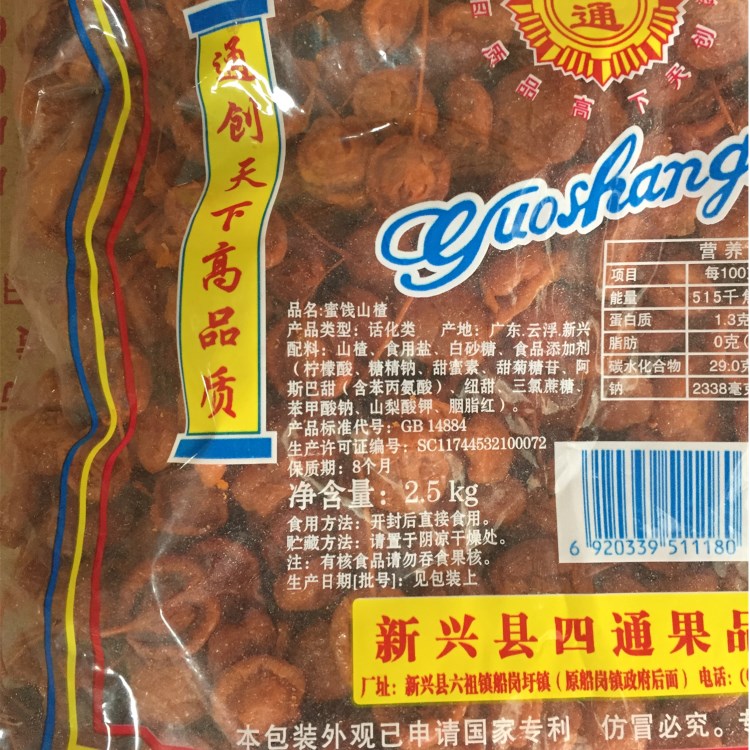 通
四通品高下天创
通创天下高品质
guoshang
营养
项目 每100
能量 515千
蛋白质 1.3克
脂肪 0克(
碳水化合物 29.0克
钠 2338毫克
品名:蜜饯山楂
产品类型：话化类 产地：广东.云浮.新兴
配料：山楂、食用盐、白砂糖、食品添加剂
（柠檬酸、糖精钠、甜蜜素、甜菊糖苷、阿
斯巴甜（含苯丙氨酸）、纽甜、三氯蔗糖、
苯甲酸钠、山梨酸钾、胭脂红）。
产品标准代号：GB 14884
生产许可证编号：SC11744532100072
保质期：8个月
净含量：2.5 kg
食用方法：开封后直接食用。
贮藏方法：请置于阴凉干燥处。
注：有核食品请勿吞食果核。
生产日期[批号]：见包装上
6 920339 511180
新兴县四通果品
厂址：新兴县六祖镇船岗圩镇（原船岗镇政府后面）电话：(
本包装外观已申请国家专利 仿冒必究。